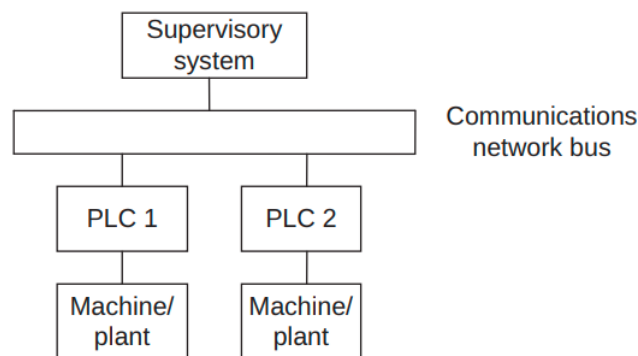 Supervisory
system
Communications
network bus
PLC 1
PLC 2
Machine/
plant
Machine/
plant